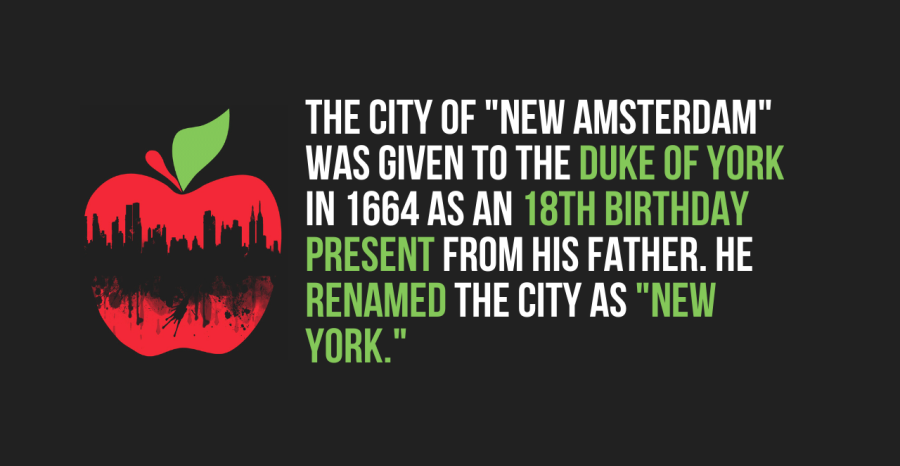 THE CITY OF "NEW AMSTERDAM"
WAS GIVEN TO THE DUKE OF YORK
IN 1664 AS AN 18TH BIRTHDAY
PRESENT FROM HIS FATHER. HE
RENAMED THE CITY AS "NEW
YORK."